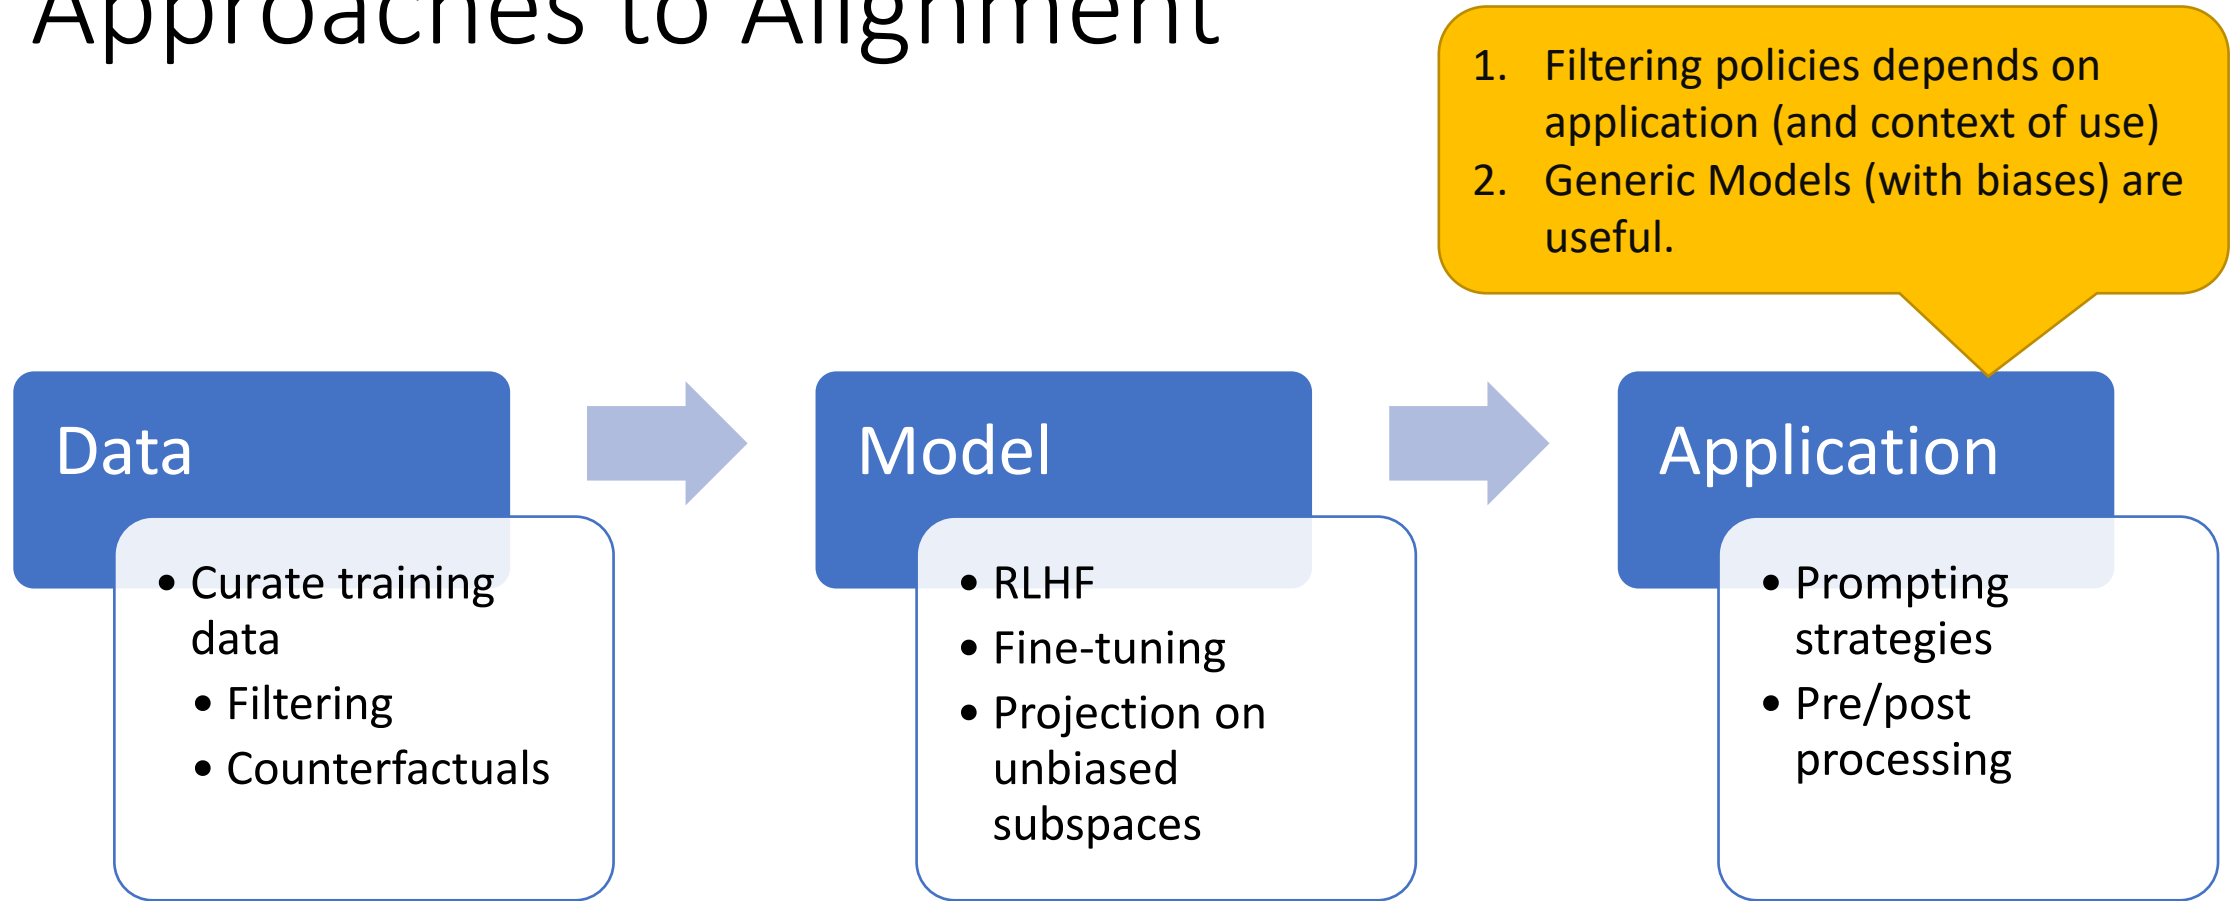 Approaches to Alignment
1. Filtering policies depends on
application (and context of use)
2. Generic Models (with biases) are
useful.
Data
• Curate training
data
• Filtering
• Counterfactuals
Model
• RLHF
• Fine-tuning
• Projection on
unbiased
subspaces
Application
• Prompting
strategies
• Pre/post
processing